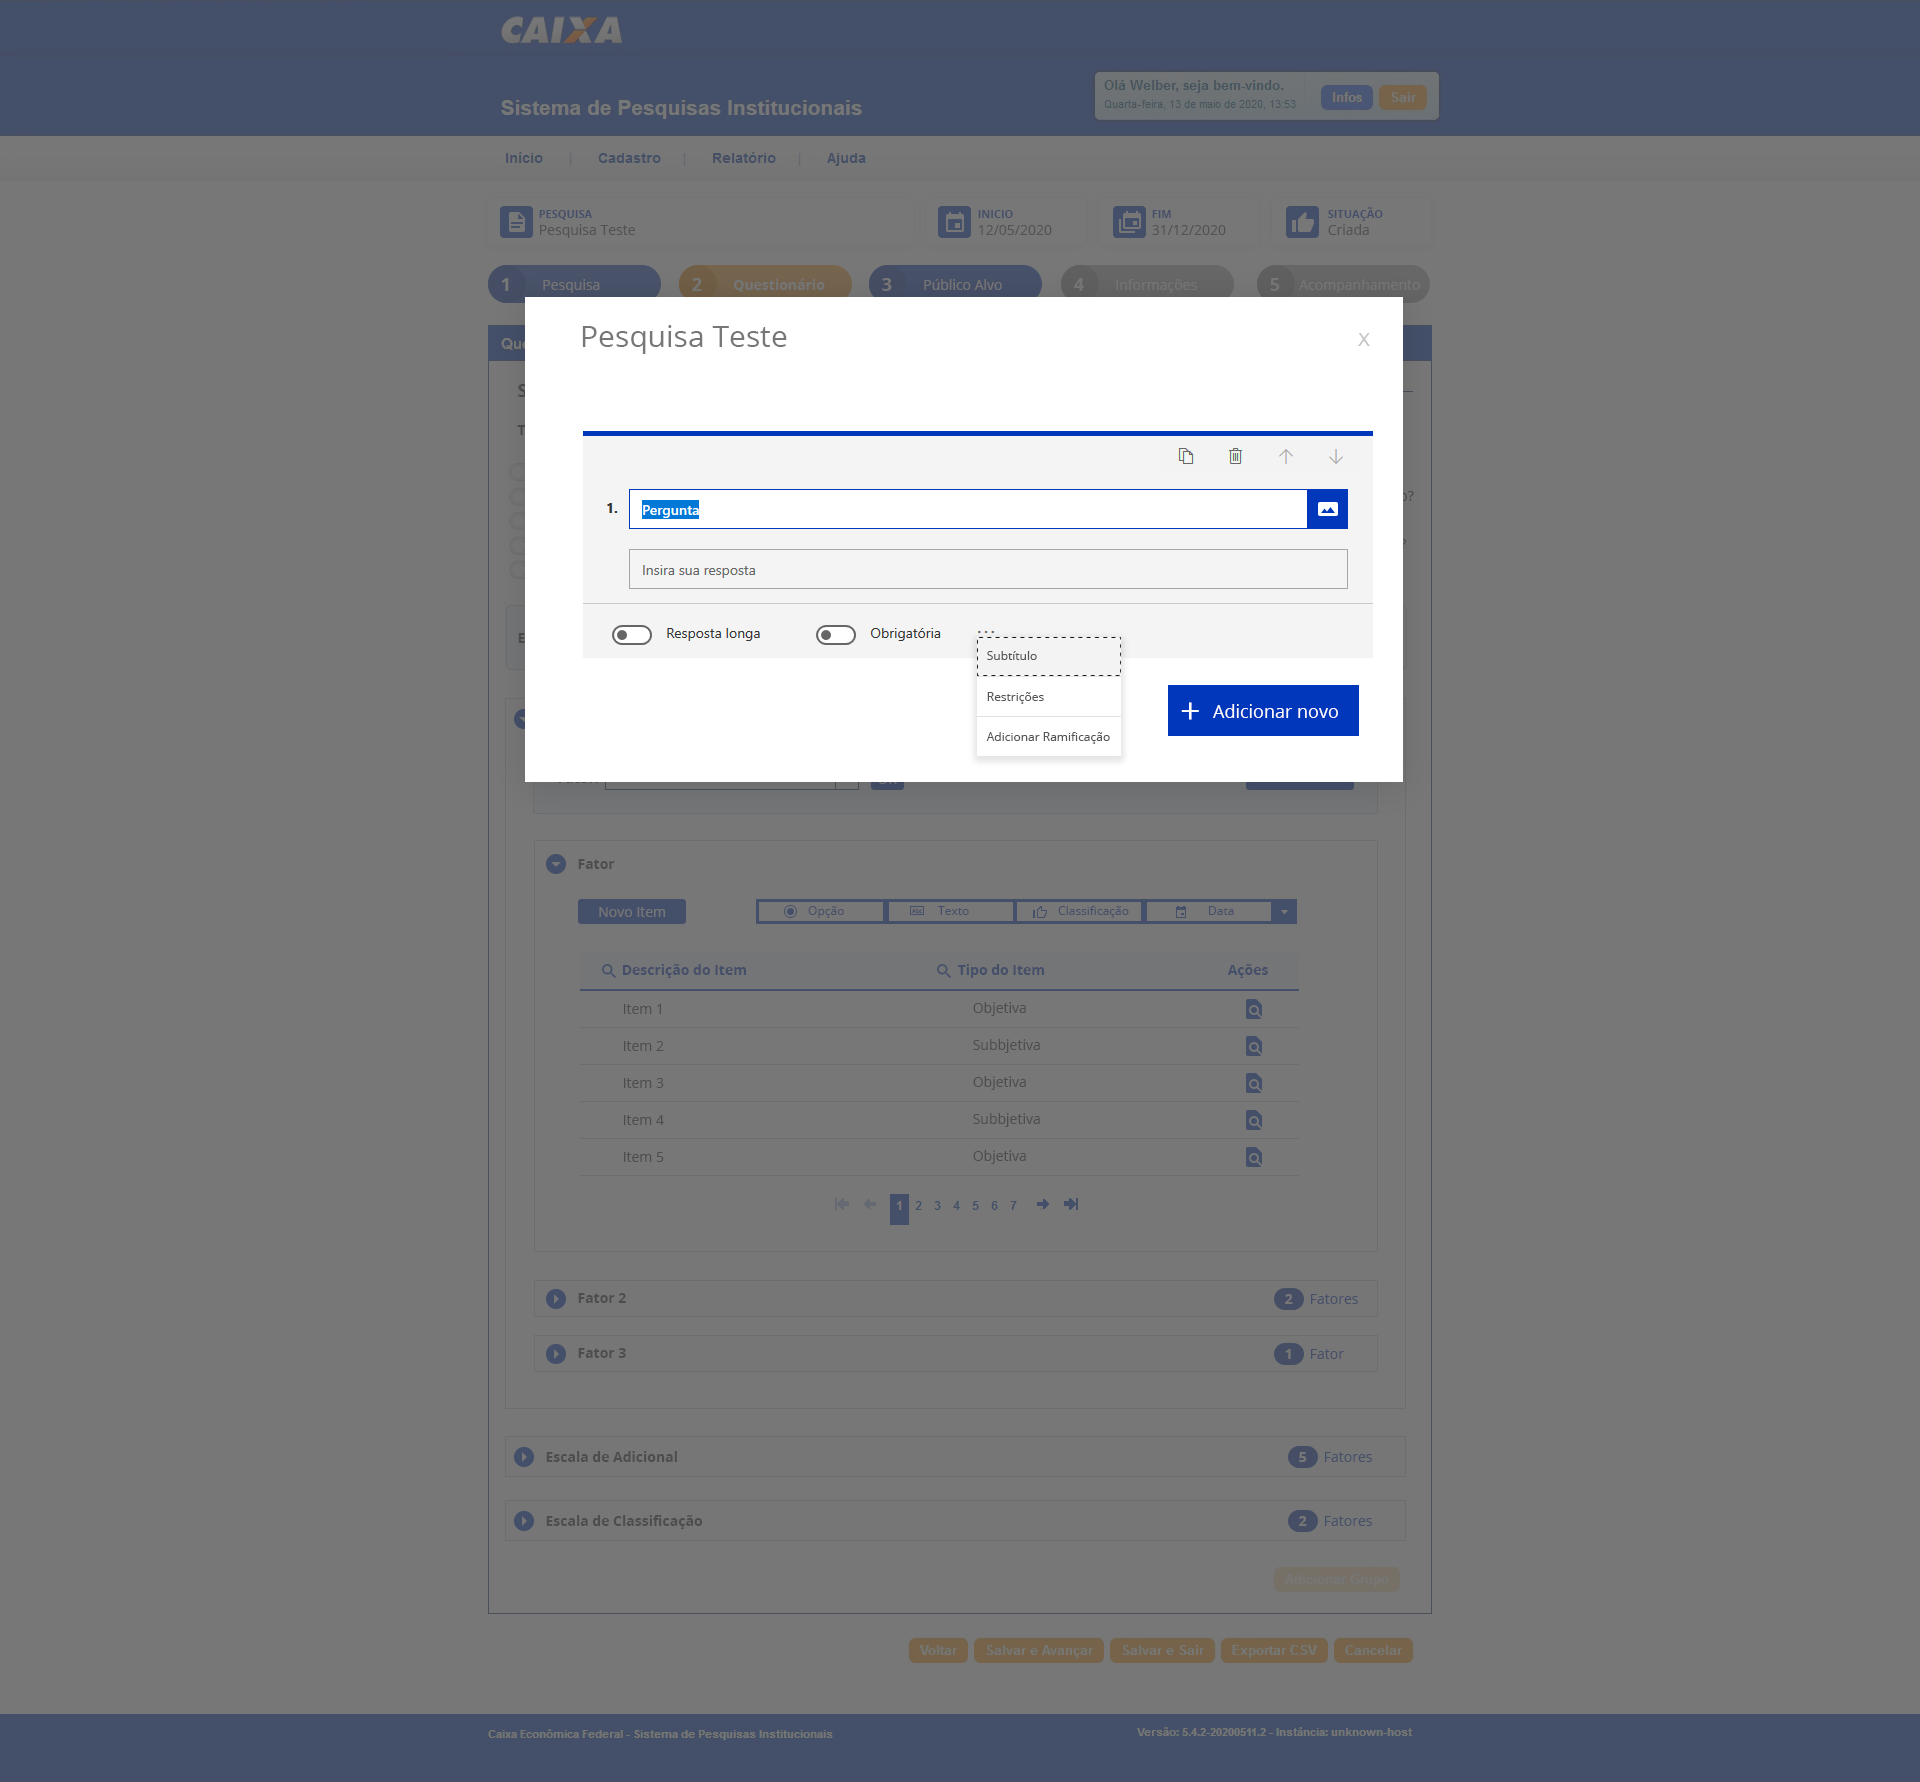 CAIXA
Sistema de Pesquisas Institucionais
Olá Welber, seja bem-vindo.
Quarta-feira, 13 de maio de 2020, 13:53
Infos
Sair
Início | Cadastro | Relatório | Ajuda
PESQUISA
Pesquisa Teste
INICIO
12/05/2020
FIM
31/12/2020
SITUAÇÃO
Criada
1 Pesquisa
2 Questionário
3 Público Alvo
4 Informações
5 Acompanhamento
Pesquisa Teste
X
1. Pergunta
Insira sua resposta
Resposta longa
Obrigatória
...
Subtítulo
Restrições
Adicionar Ramificação
+ Adicionar novo
Fator
Novo Item
Opção
Texto
Classificação
Data
Descrição do Item Tipo do Item Ações
Item 1 Objetiva
Item 2 Subbjetiva
Item 3 Objetiva
Item 4 Subbjetiva
Item 5 Objetiva
1 2 3 4 5 6 7
Fator 2 2 Fatores
Fator 3 1 Fator
Escala de Adicional 5 Fatores
Escala de Classificação 2 Fatores
Adicionar Grupo
Voltar
Salvar e Avançar
Salvar e Sair
Exportar CSV
Cancelar
Caixa Econômica Federal - Sistema de Pesquisas Institucionais
Versão: 5.4.2-20200511.2 - Instância: unknown-host